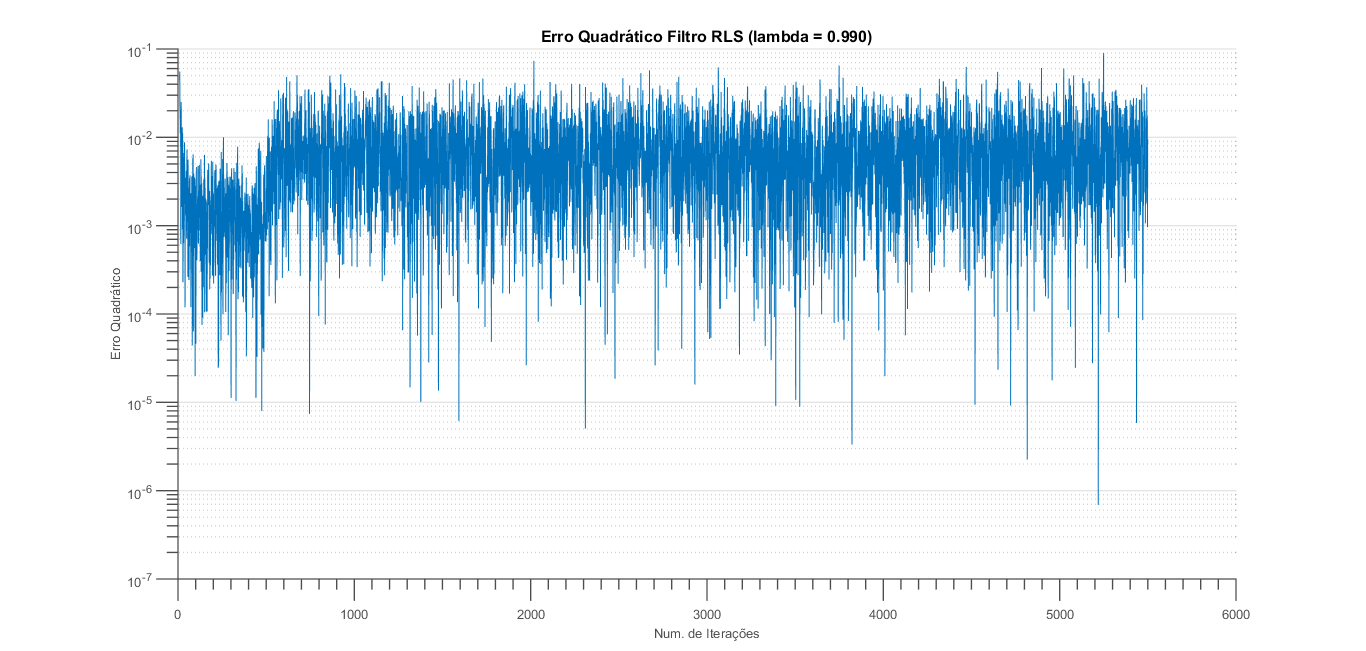 Erro Quadrático Filtro RLS (lambda = 0.990)
10-1
10-2
10-3
10-4
10-5
10-6
10-7
Erro Quadrático
0 1000 2000 3000 4000 5000 6000
Num. de Iterações